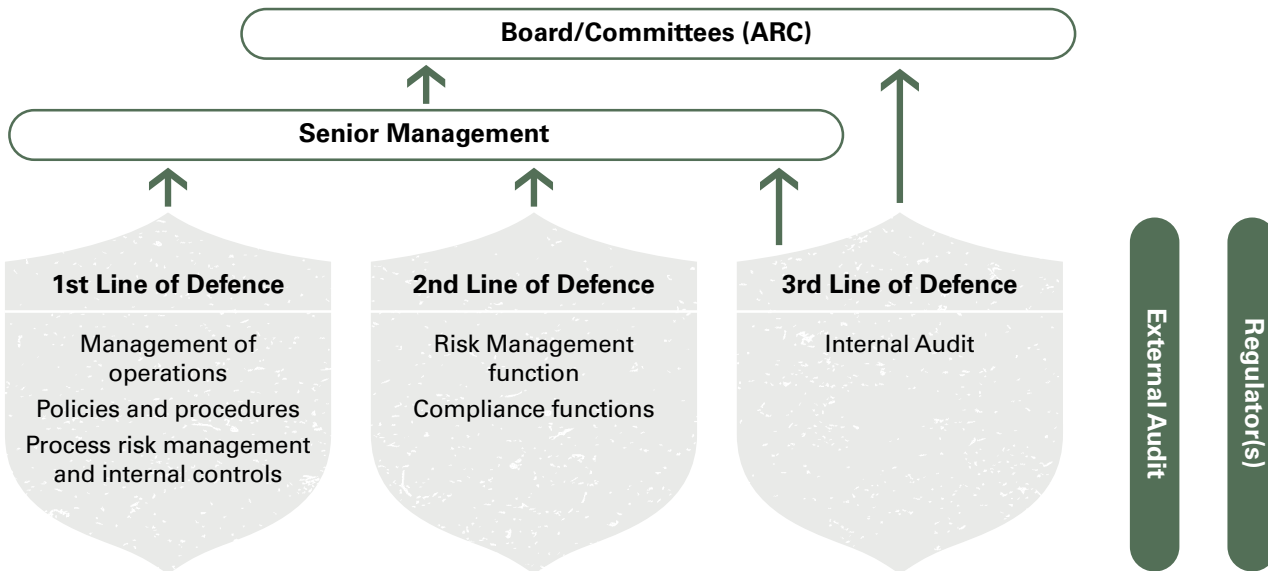 Board/Committees (ARC)
Senior Management
1st Line of Defence
Management of
operations
Policies and procedures
Process risk management
and internal controls
2nd Line of Defence
Risk Management
function
Compliance functions
3rd Line of Defence
Internal Audit
External Audit
Regulator(s)